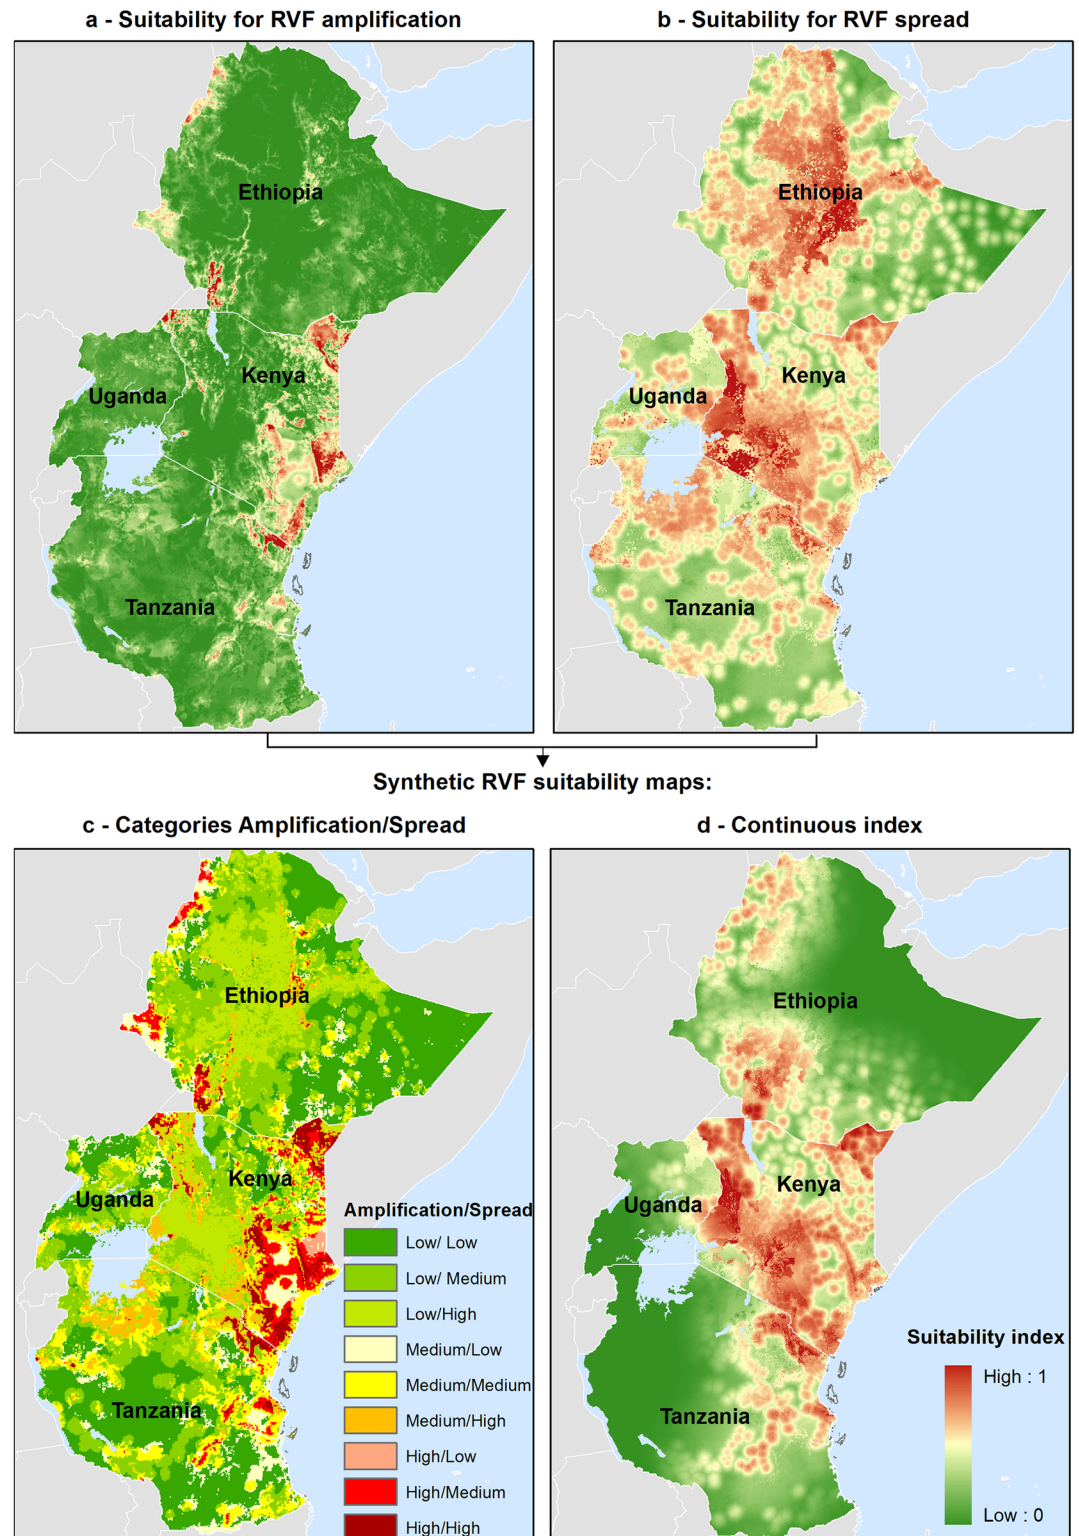 a - Suitability for RVF amplification
b - Suitability for RVF spread
Ethiopia
Kenya
Uganda
Tanzania
Ethiopia
Kenya
Uganda
Tanzania
Synthetic RVF suitability maps:
c - Categories Amplification/Spread
d - Continuous index
Ethiopia
Kenya
Uganda
Tanzania
Amplification/Spread
Low/ Low
Low/ Medium
Low/High
Medium/Low
Medium/Medium
Medium/High
High/Low
High/Medium
High/High
Ethiopia
Kenya
Uganda
Tanzania
Suitability index
High : 1
Low : 0